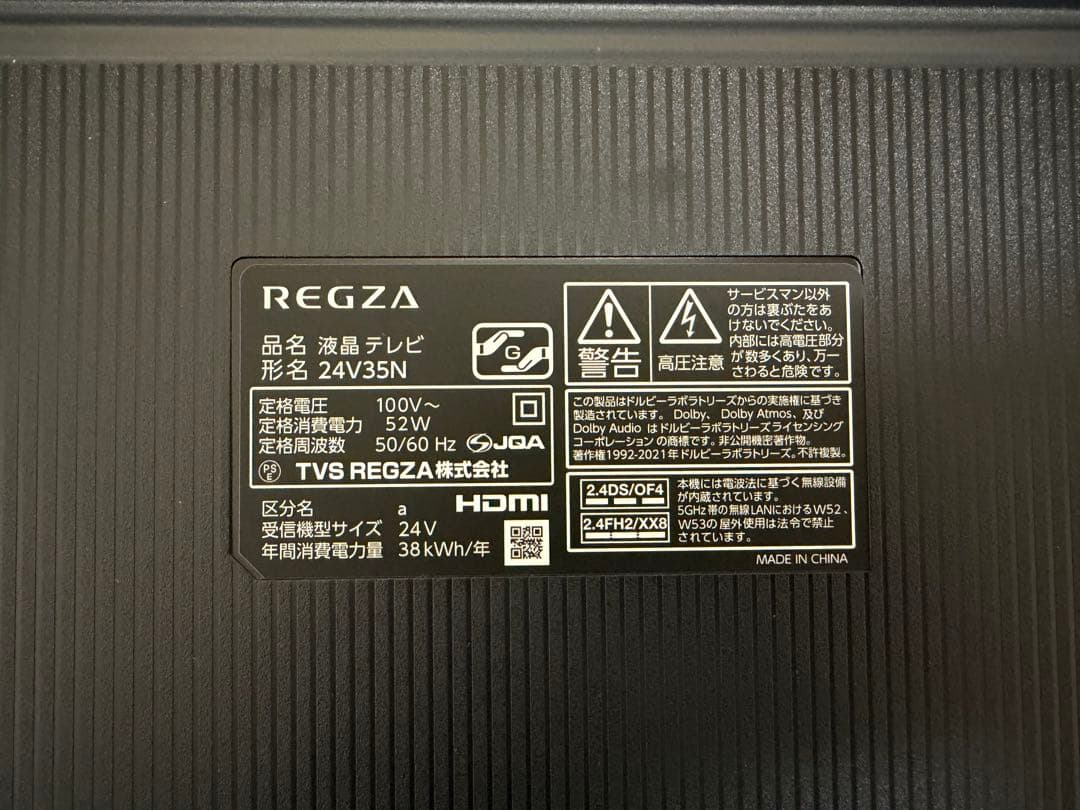 REGZA
品名 液晶テレビ
形名 24V35N
G
定格電圧 100V~
定格消費電力 52W
定格周波数 50/60 Hz JQA
PSE TVS REGZA株式会社
HDMI
区分名 a
受信機型サイズ 24V
年間消費電力量 38kWh/年
警告
高圧注意
サービスマン以外
の方は裏ぶたをあ
けないでください。
内部には高電圧部分
が数多くあり、万一
さわると危険です。
この製品はドルビーラボラトリーズからの実施権に基づき
製造されています。 Dolby、Dolby Atmos、及び
Dolby Audio はドルビーラボラトリーズライセンシング
コーポレーションの商標です。非公開機密著作物。
著作権1992-2021年ドルビーラボラトリーズ。不許複製。
2.4DS/OF4
2.4FH2/XX8
本機には電波法に基づく無線設備
が内蔵されています。
5GHz帯の無線LANにおけるW52、
W53の屋外使用は法令で禁止
されています。
MADE IN CHINA